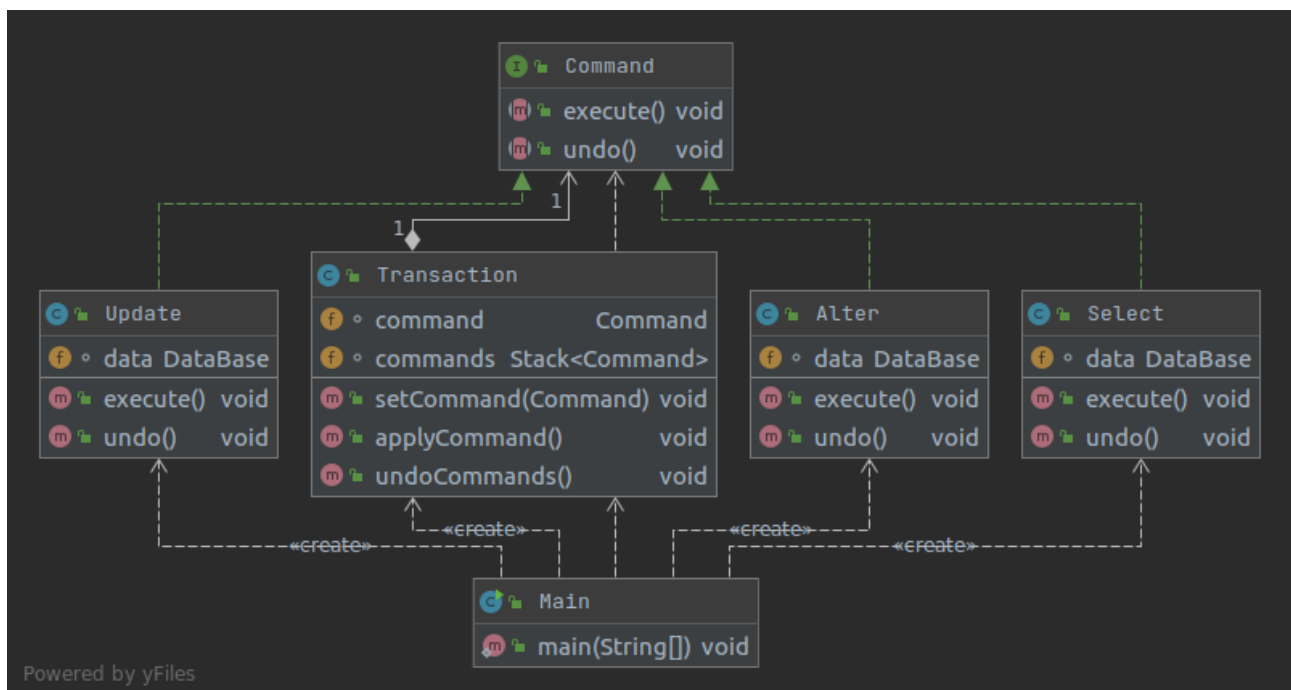 Command
execute() void
undo() void
1
1
Transaction
command Command
commands Stack<Command>
setCommand(Command) void
applyCommand() void
undoCommands() void
Update
data DataBase
execute() void
undo() void
Alter
data DataBase
execute() void
undo() void
Select
data DataBase
execute() void
undo() void
«create»
«create»
«create»
«create»
Main
main(String[]) void
Powered by yFiles